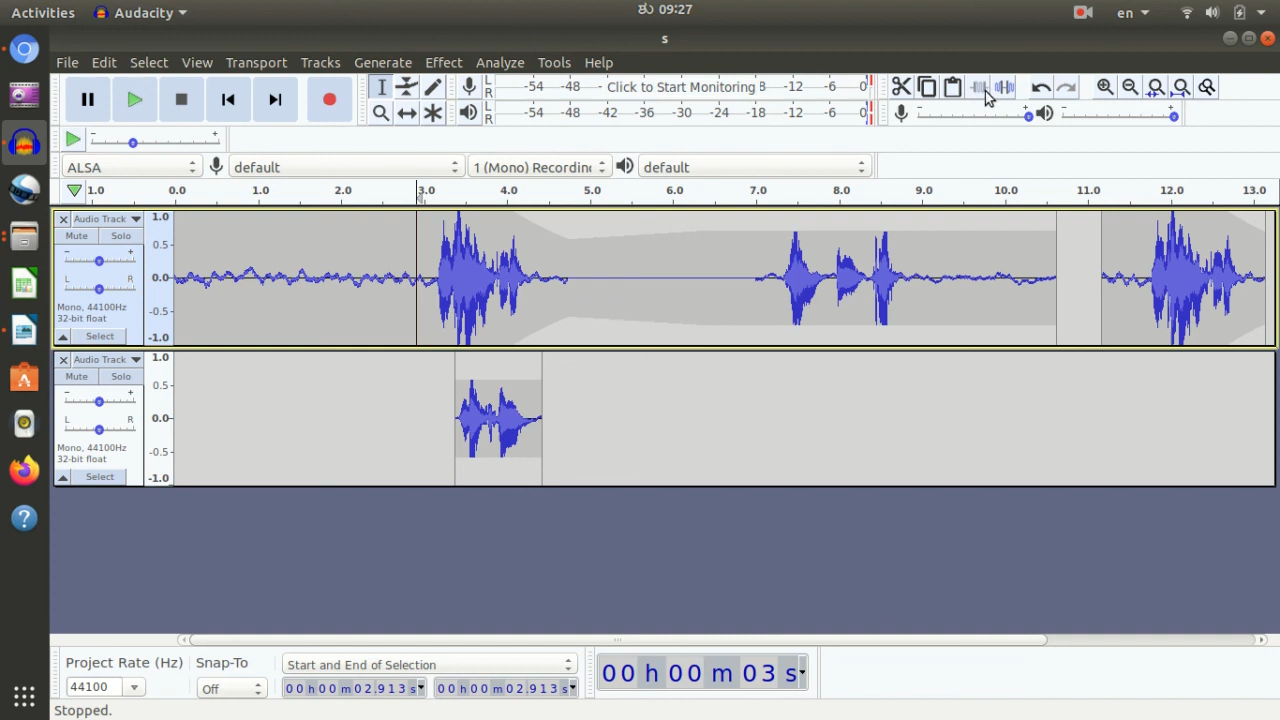 Activities Audacity ಶು 09:27 en
s
File Edit Select View Transport Tracks Generate Effect Analyze Tools Help
L R -54 -48 - Click to Start Monitoring -12 -6 0
L R -54 -48 -42 -36 -30 -24 -18 -12 -6 0
ALSA default 1 (Mono) Recording default
1.0 0.0 1.0 2.0 3.0 4.0 5.0 6.0 7.0 8.0 9.0 10.0 11.0 12.0 13.0
Audio Track 1.0
Mute Solo
- + 0.5
L R 0.0
Mono, 44100Hz -0.5
32-bit float
Select -1.0
Audio Track 1.0
Mute Solo 0.5
- +
L R 0.0
Mono, 44100Hz -0.5
32-bit float
Select -1.0
Project Rate (Hz) Snap-To Start and End of Selection 00 h 00 m 03 s
44100 Off 00 h 00 m 02.913 s 00 h 00 m 02.913 s
Stopped.